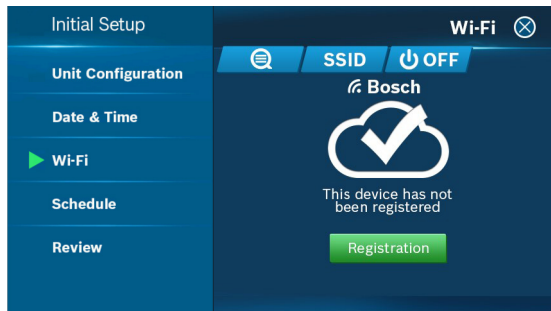 Initial Setup
Wi-Fi
Unit Configuration
Date & Time
Wi-Fi
Schedule
Review
SSID
OFF
Bosch
This device has not
been registered
Registration